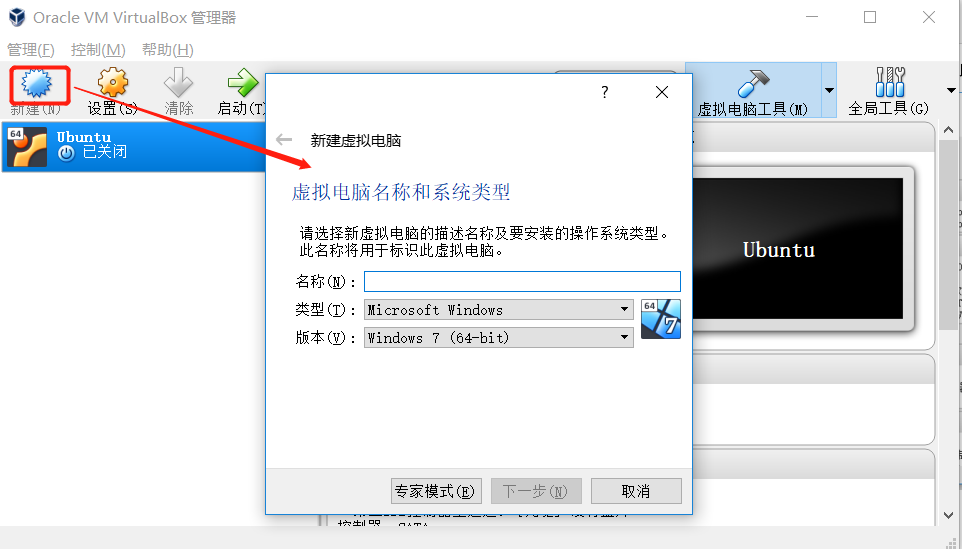 Oracle VM VirtualBox 管理器
管理(F) 控制(M) 帮助(H)
新建(N) 设置(S) 清除 启动(T) 虚拟电脑工具(M) 全局工具(G)
64 Ubuntu
已关闭
?
新建虚拟电脑
虚拟电脑名称和系统类型
请选择新虚拟电脑的描述名称及要安装的操作系统类型。
此名称将用于标识此虚拟电脑。
名称(N):
类型(T): Microsoft Windows
版本(V): Windows 7 (64-bit)
64
7
专家模式(E) 下一步(N) 取消
Ubuntu
控制器: SATA